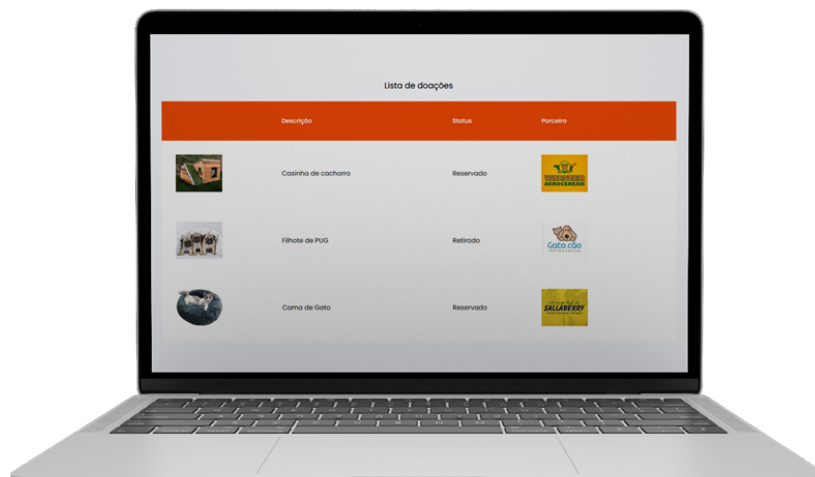 Lista de doações
Descrição Status Parceiro
Casinha de cachorro Reservado
AGROCEREAIS
Filhote de PUG Retirado
Gato.cão
Cama de Gato Reservado
SALLABERRY